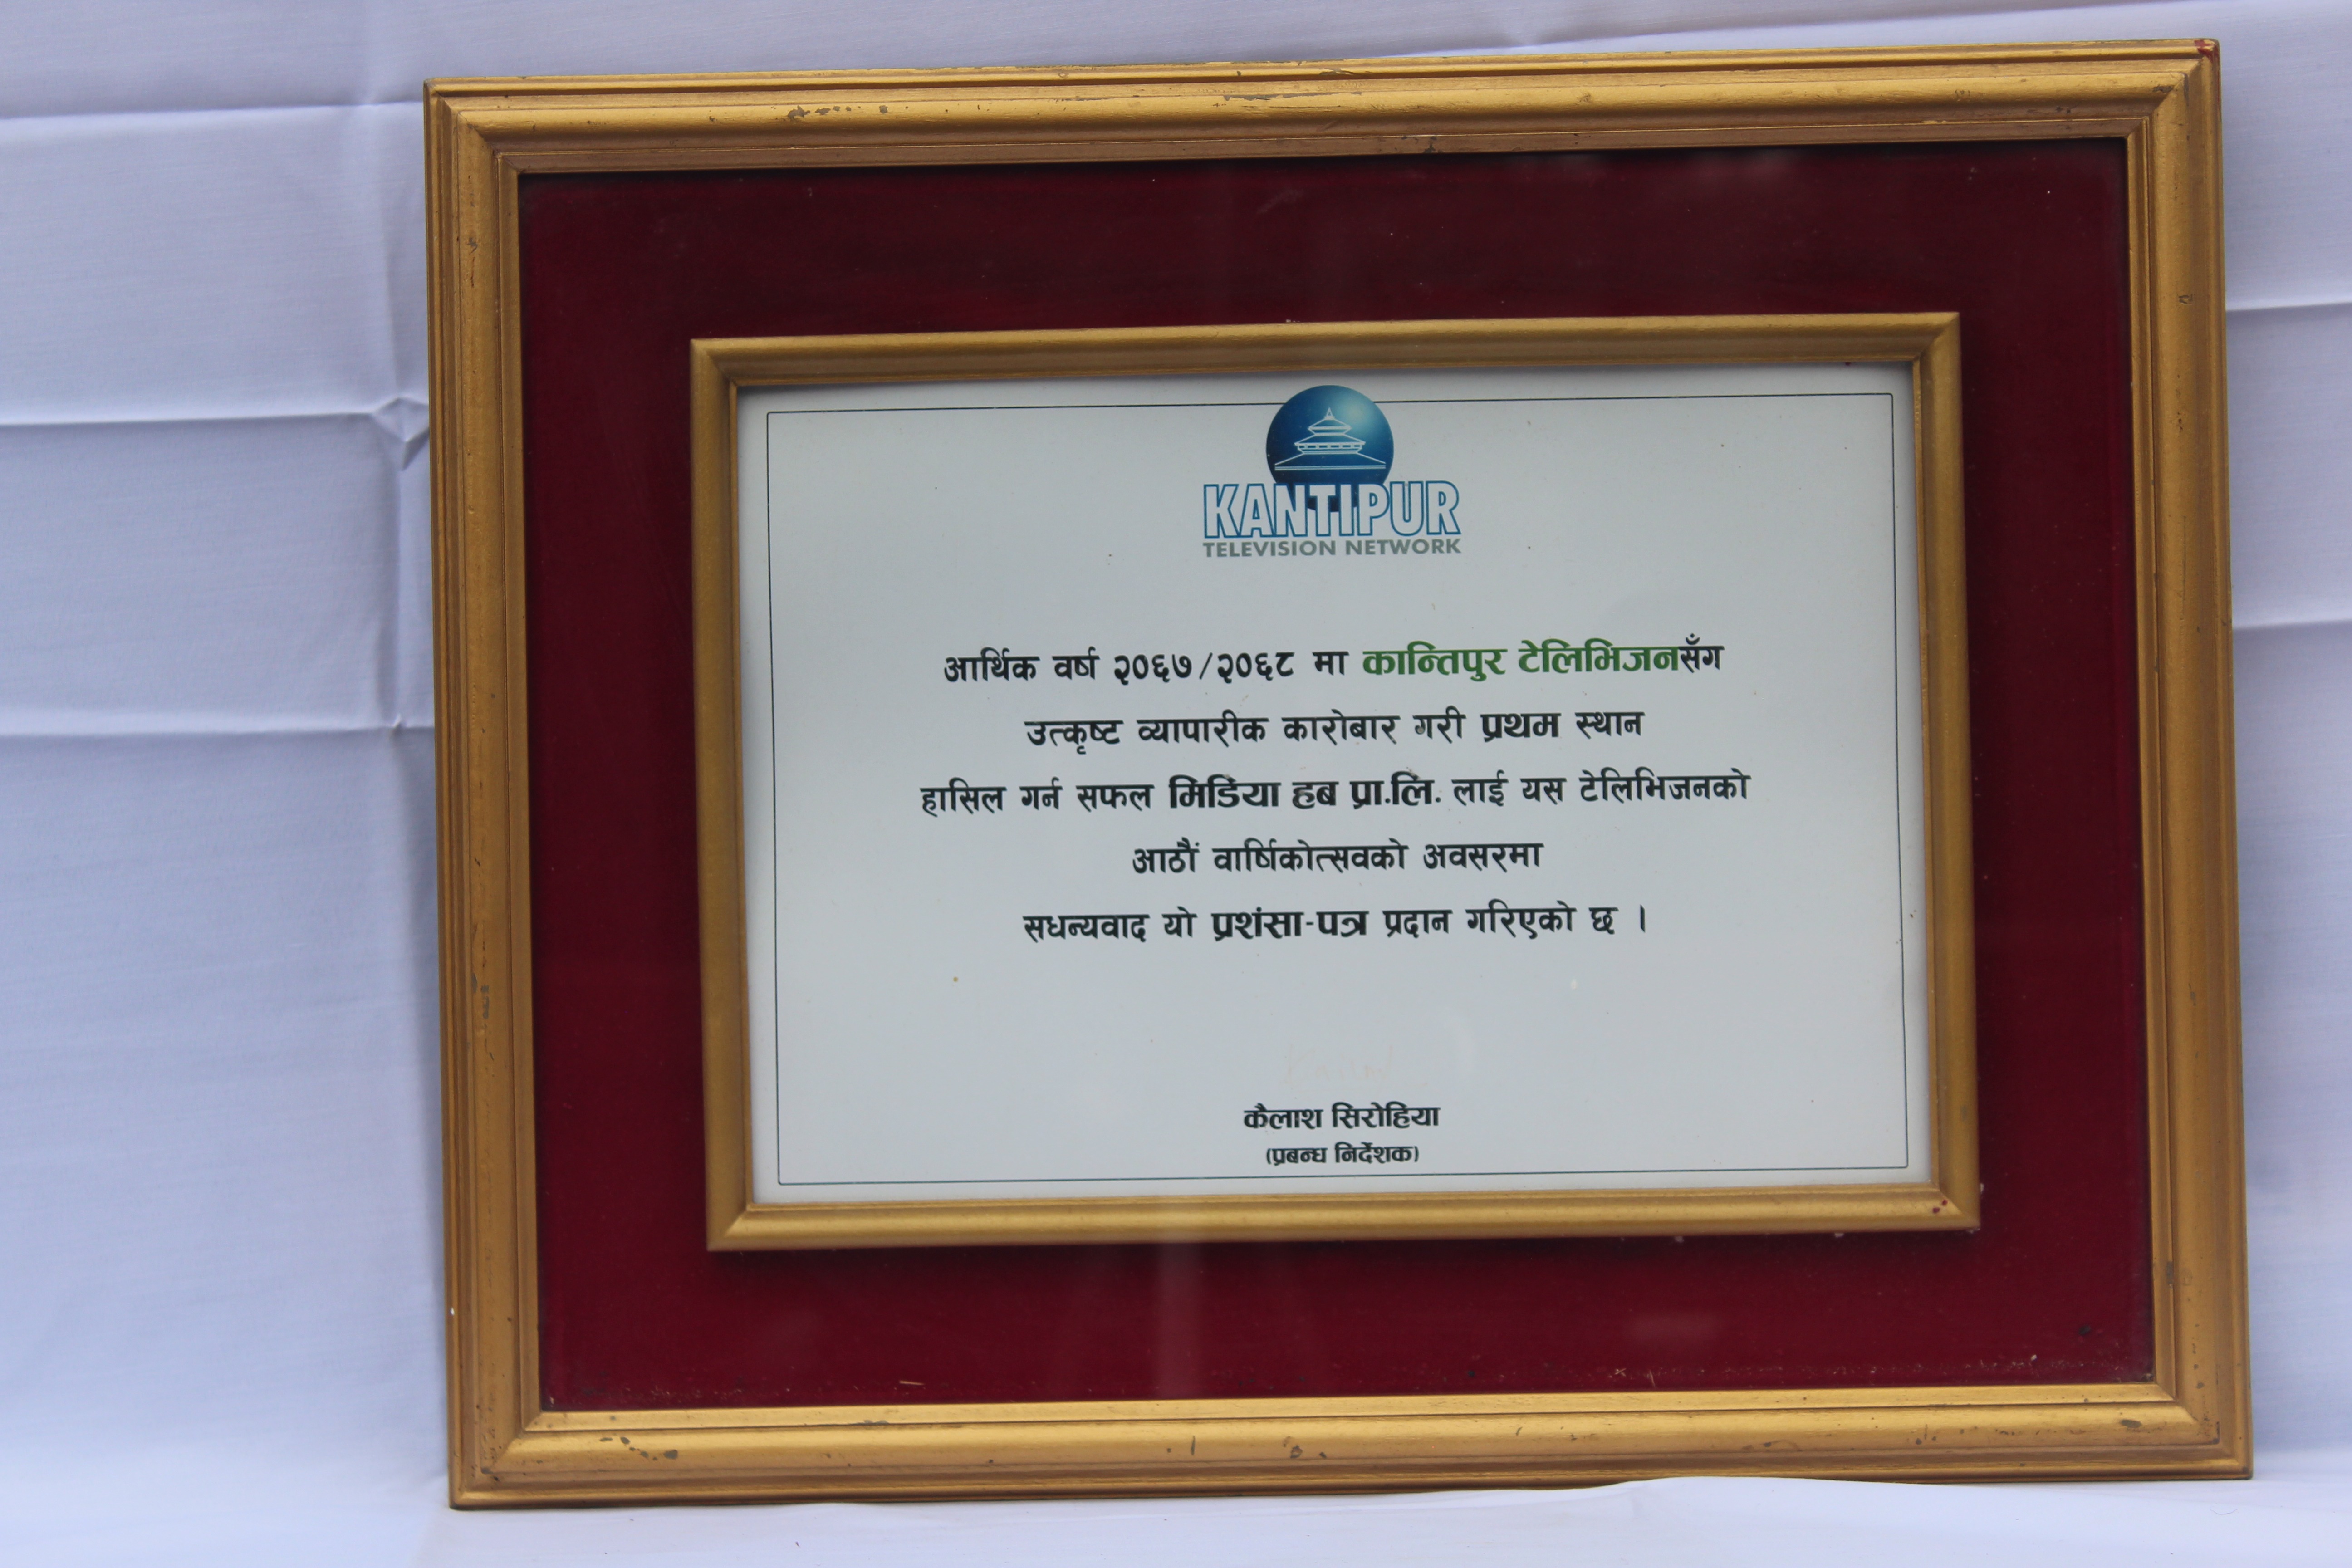 KANTIPUR
TELEVISION NETWORK
आर्थिक वर्ष २०६७/२०६८ मा कान्तिपुर टेलिभिजनसँग
उत्कृष्ट व्यापारीक कारोबार गरी प्रथम स्थान
हासिल गर्न सफल मिडिया हब प्रा.लि. लाई यस टेलिभिजनको
आठौं वार्षिकोत्सवको अवसरमा
सधन्यवाद यो प्रशंसा-पत्र प्रदान गरिएको छ ।
कैलाश सिरोहिया
(प्रबन्ध निर्देशक)